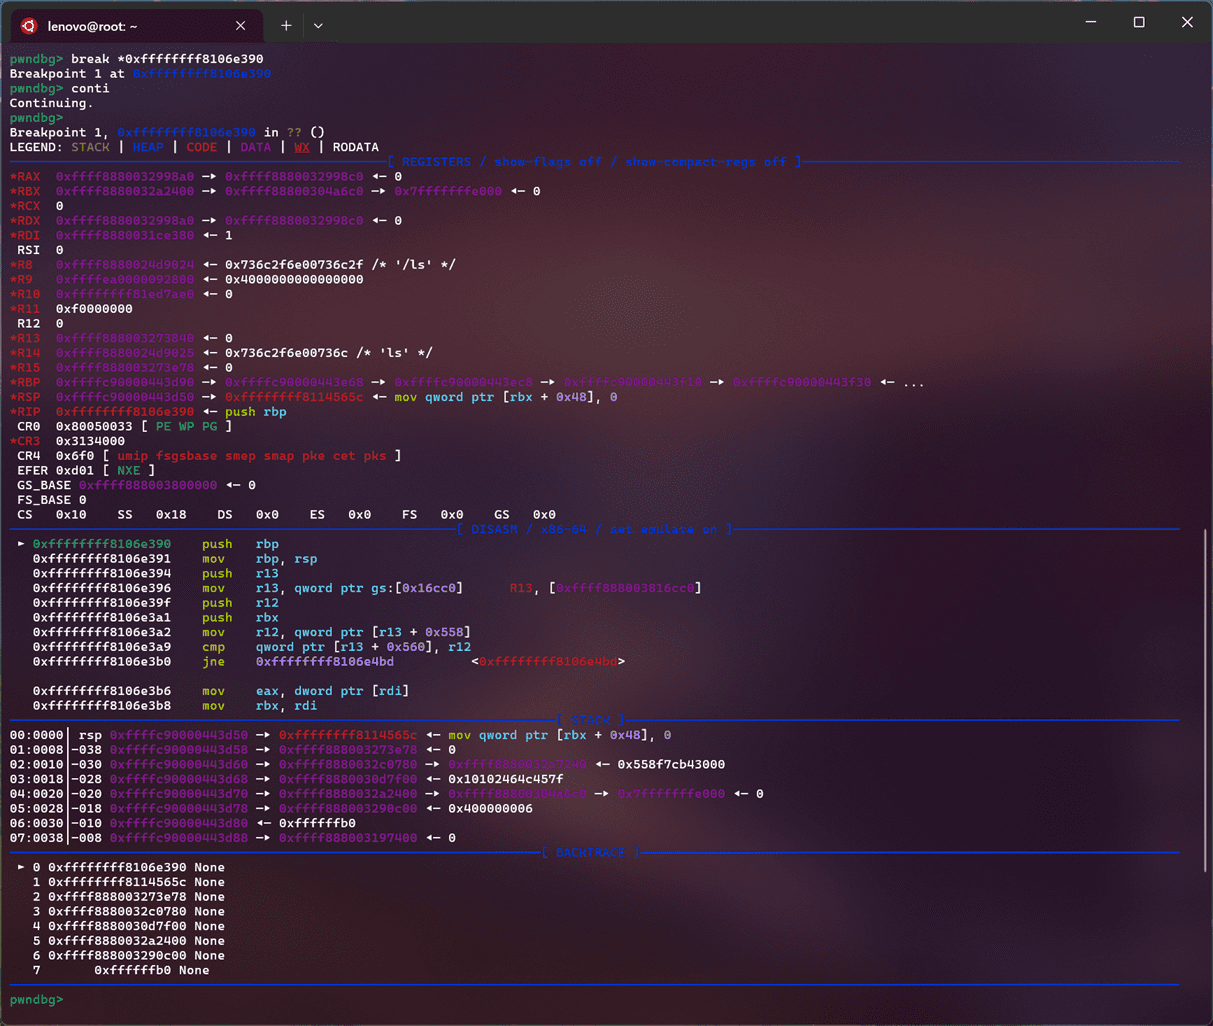 lenovo@root: ~
pwndbg> break *0xffffffff8106e390
Breakpoint 1 at 0xffffffff8106e390
pwndbg> conti
Continuing.
pwndbg>
Breakpoint 1, 0xffffffff8106e390 in ?? ()
LEGEND: STACK | HEAP | CODE | DATA | WX | RODATA
[ REGISTERS / show-flags off / show-compact-regs off ]
*RAX 0xffff8880032998a0 —▸ 0xffff8880032998c0 ◂— 0
*RBX 0xffff8880032a2400 —▸ 0xffff88800304a6c0 —▸ 0x7fffffffe000 ◂— 0
*RCX 0
*RDX 0xffff8880032998a0 —▸ 0xffff8880032998c0 ◂— 0
*RDI 0xffff8880031ce380 ◂— 1
RSI 0
*R8 0xffff8880024d9024 ◂— 0x736c2f6e00736c2f /* '/ls' */
*R9 0xffffea0000092800 ◂— 0x4000000000000000
*R10 0xffffffff81ed7ae0 ◂— 0
*R11 0xf0000000
R12 0
*R13 0xffff888003273840 ◂— 0
*R14 0xffff8880024d9025 ◂— 0x736c2f6e00736c /* 'ls' */
*R15 0xffff888003273e78 ◂— 0
*RBP 0xffffc90000443d90 —▸ 0xffffc90000443e68 —▸ 0xffffc90000443ec8 —▸ 0xffffc90000443f10 —▸ 0xffffc90000443f30 ◂— ...
*RSP 0xffffc90000443d50 —▸ 0xffffffff8114565c ◂— mov qword ptr [rbx + 0x48], 0
*RIP 0xffffffff8106e390 ◂— push rbp
CR0 0x80050033 [ PE WP PG ]
*CR3 0x3134000
CR4 0x6f0 [ umip fsgsbase smep smap pke cet pks ]
EFER 0xd01 [ NXE ]
GS_BASE 0xffff888003800000 ◂— 0
FS_BASE 0
CS 0x10 SS 0x18 DS 0x0 ES 0x0 FS 0x0 GS 0x0
[ DISASM / x86-64 / set emulate on ]
► 0xffffffff8106e390 push rbp
0xffffffff8106e391 mov rbp, rsp
0xffffffff8106e394 push r13
0xffffffff8106e396 mov r13, qword ptr gs:[0x16cc0] R13, [0xffff888003816cc0]
0xffffffff8106e39f push r12
0xffffffff8106e3a1 push rbx
0xffffffff8106e3a2 mov r12, qword ptr [r13 + 0x558]
0xffffffff8106e3a9 cmp qword ptr [r13 + 0x560], r12
0xffffffff8106e3b0 jne 0xffffffff8106e4bd <0xffffffff8106e4bd>
0xffffffff8106e3b6 mov eax, dword ptr [rdi]
0xffffffff8106e3b8 mov rbx, rdi
[ STACK ]
00:0000│ rsp 0xffffc90000443d50 —▸ 0xffffffff8114565c ◂— mov qword ptr [rbx + 0x48], 0
01:0008│-038 0xffffc90000443d58 —▸ 0xffff888003273e78 ◂— 0
02:0010│-030 0xffffc90000443d60 —▸ 0xffff8880032c0780 —▸ 0xffff8880032a7240 ◂— 0x558f7cb43000
03:0018│-028 0xffffc90000443d68 —▸ 0xffff8880030d7f00 ◂— 0x10102464c457f
04:0020│-020 0xffffc90000443d70 —▸ 0xffff8880032a2400 —▸ 0xffff88800304a6c0 —▸ 0x7fffffffe000 ◂— 0
05:0028│-018 0xffffc90000443d78 —▸ 0xffff888003290c00 ◂— 0x400000006
06:0030│-010 0xffffc90000443d80 ◂— 0xffffffb0
07:0038│-008 0xffffc90000443d88 —▸ 0xffff888003197400 ◂— 0
[ BACKTRACE ]
► 0 0xffffffff8106e390 None
1 0xffffffff8114565c None
2 0xffff888003273e78 None
3 0xffff8880032c0780 None
4 0xffff8880030d7f00 None
5 0xffff8880032a2400 None
6 0xffff888003290c00 None
7 0xffffffb0 None
pwndbg>